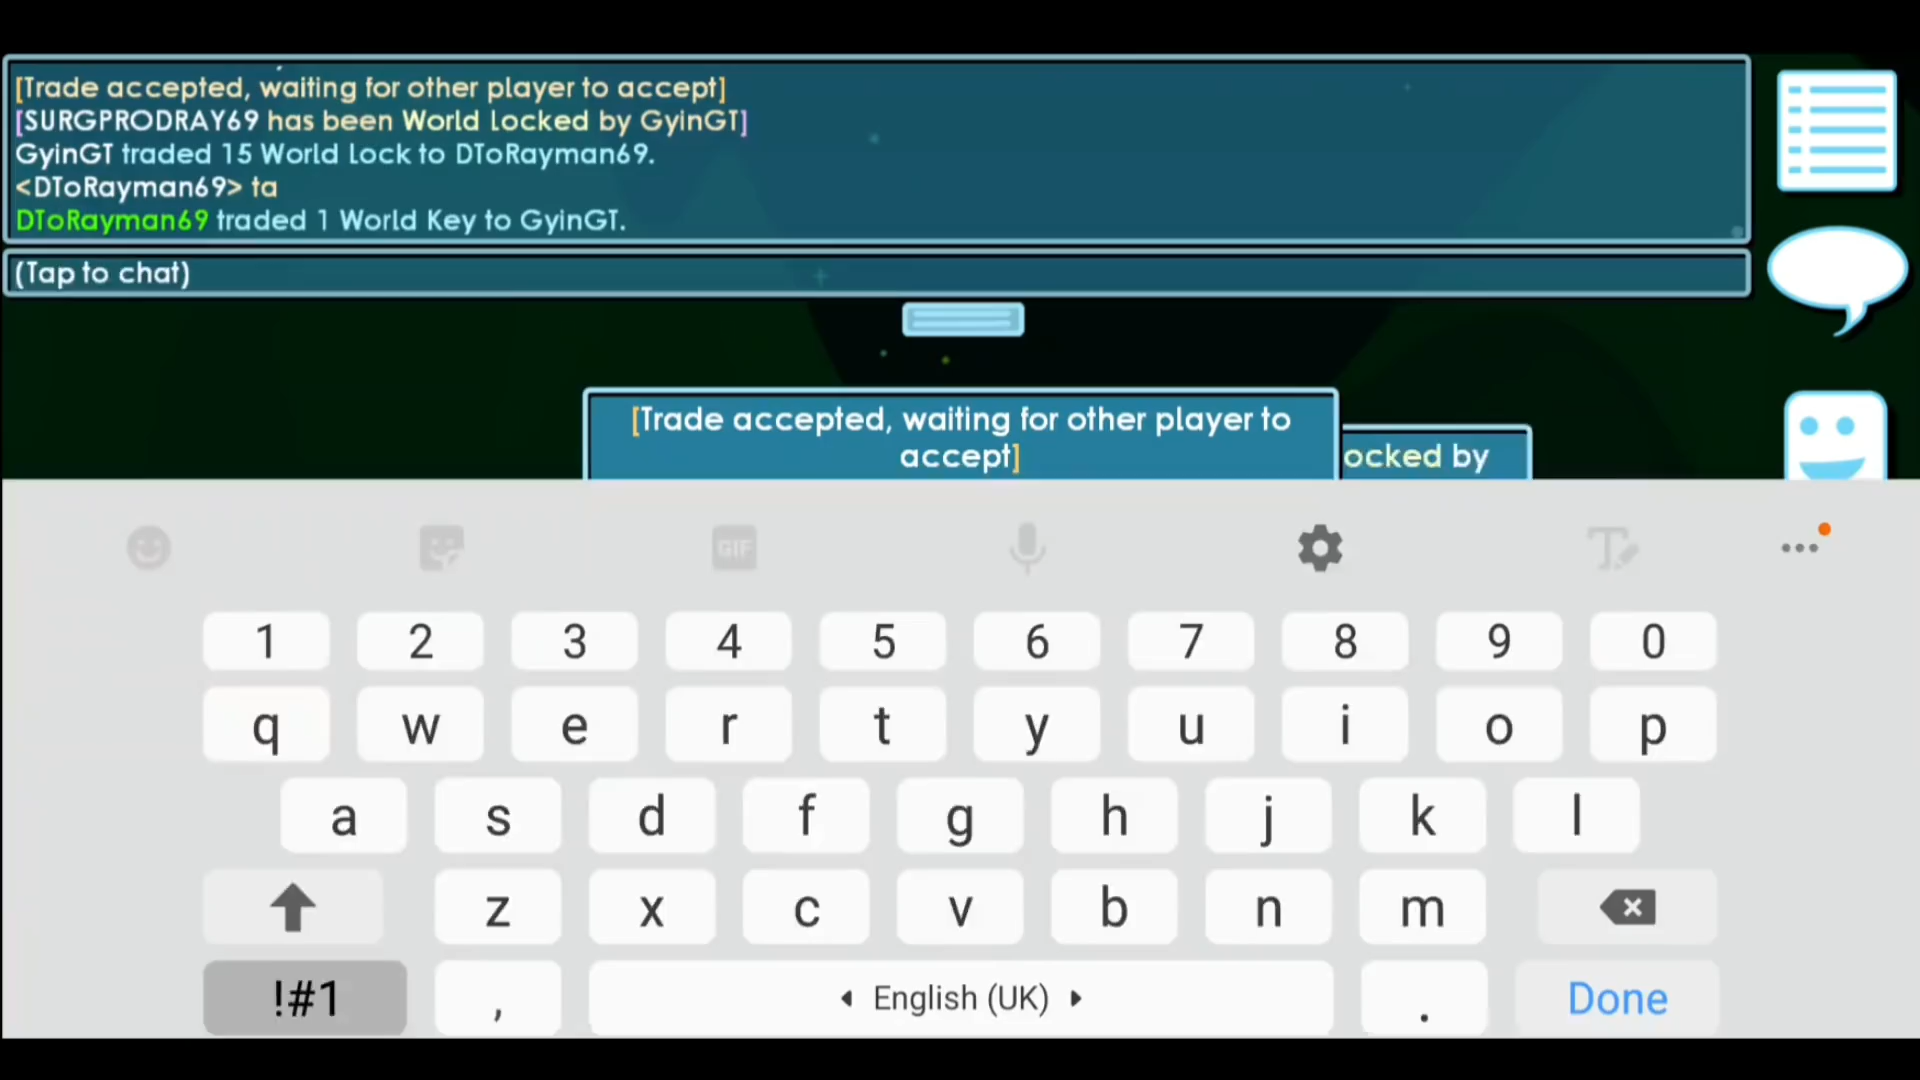 [Trade accepted, waiting for other player to accept]
[SURGPRODRAY69 has been World Locked by GyinGT]
GyinGT traded 15 World Lock to DToRayman69.
<DToRayman69> ta
DToRayman69 traded 1 World Key to GyinGT.
(Tap to chat)
[Trade accepted, waiting for other player to
accept]
ocked by
GIF
1 2 3 4 5 6 7 8 9 0
q w e r t y u i o p
a s d f g h j k l
z x c v b n m
!#1 , English (UK) . Done